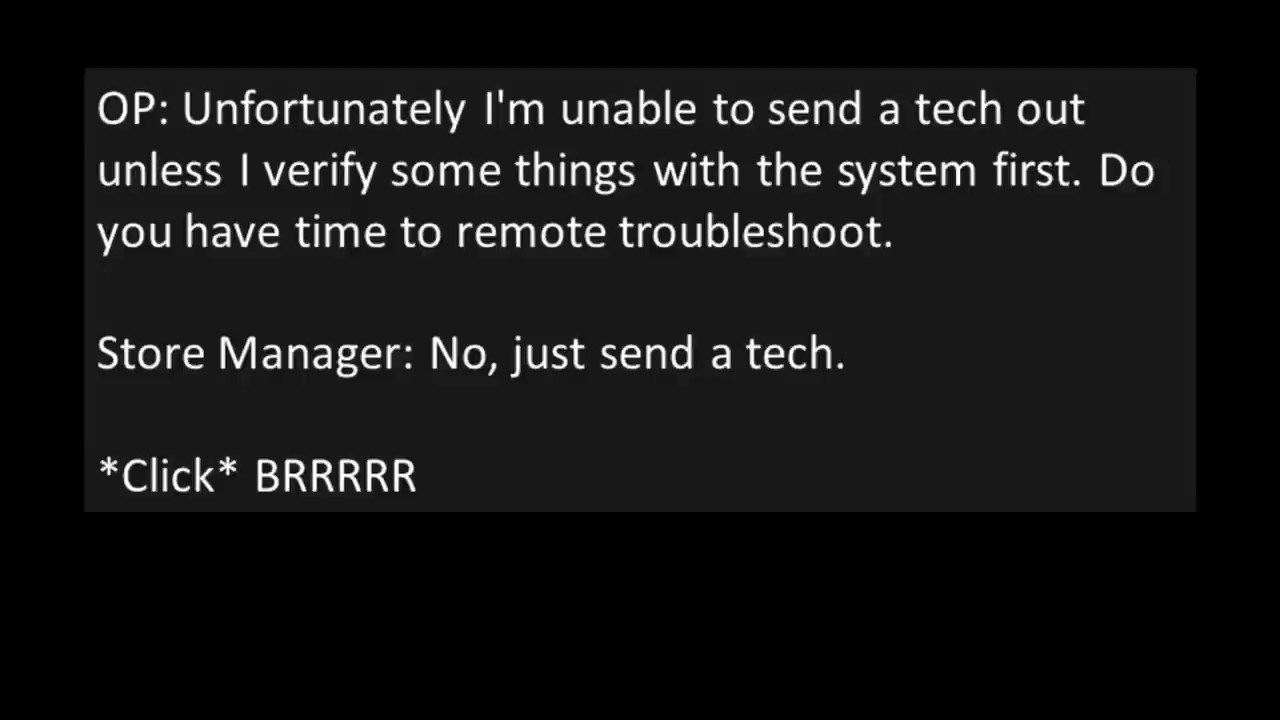 OP: Unfortunately I'm unable to send a tech out
unless I verify some things with the system first. Do
you have time to remote troubleshoot.
Store Manager: No, just send a tech.
*Click* BRRRRR